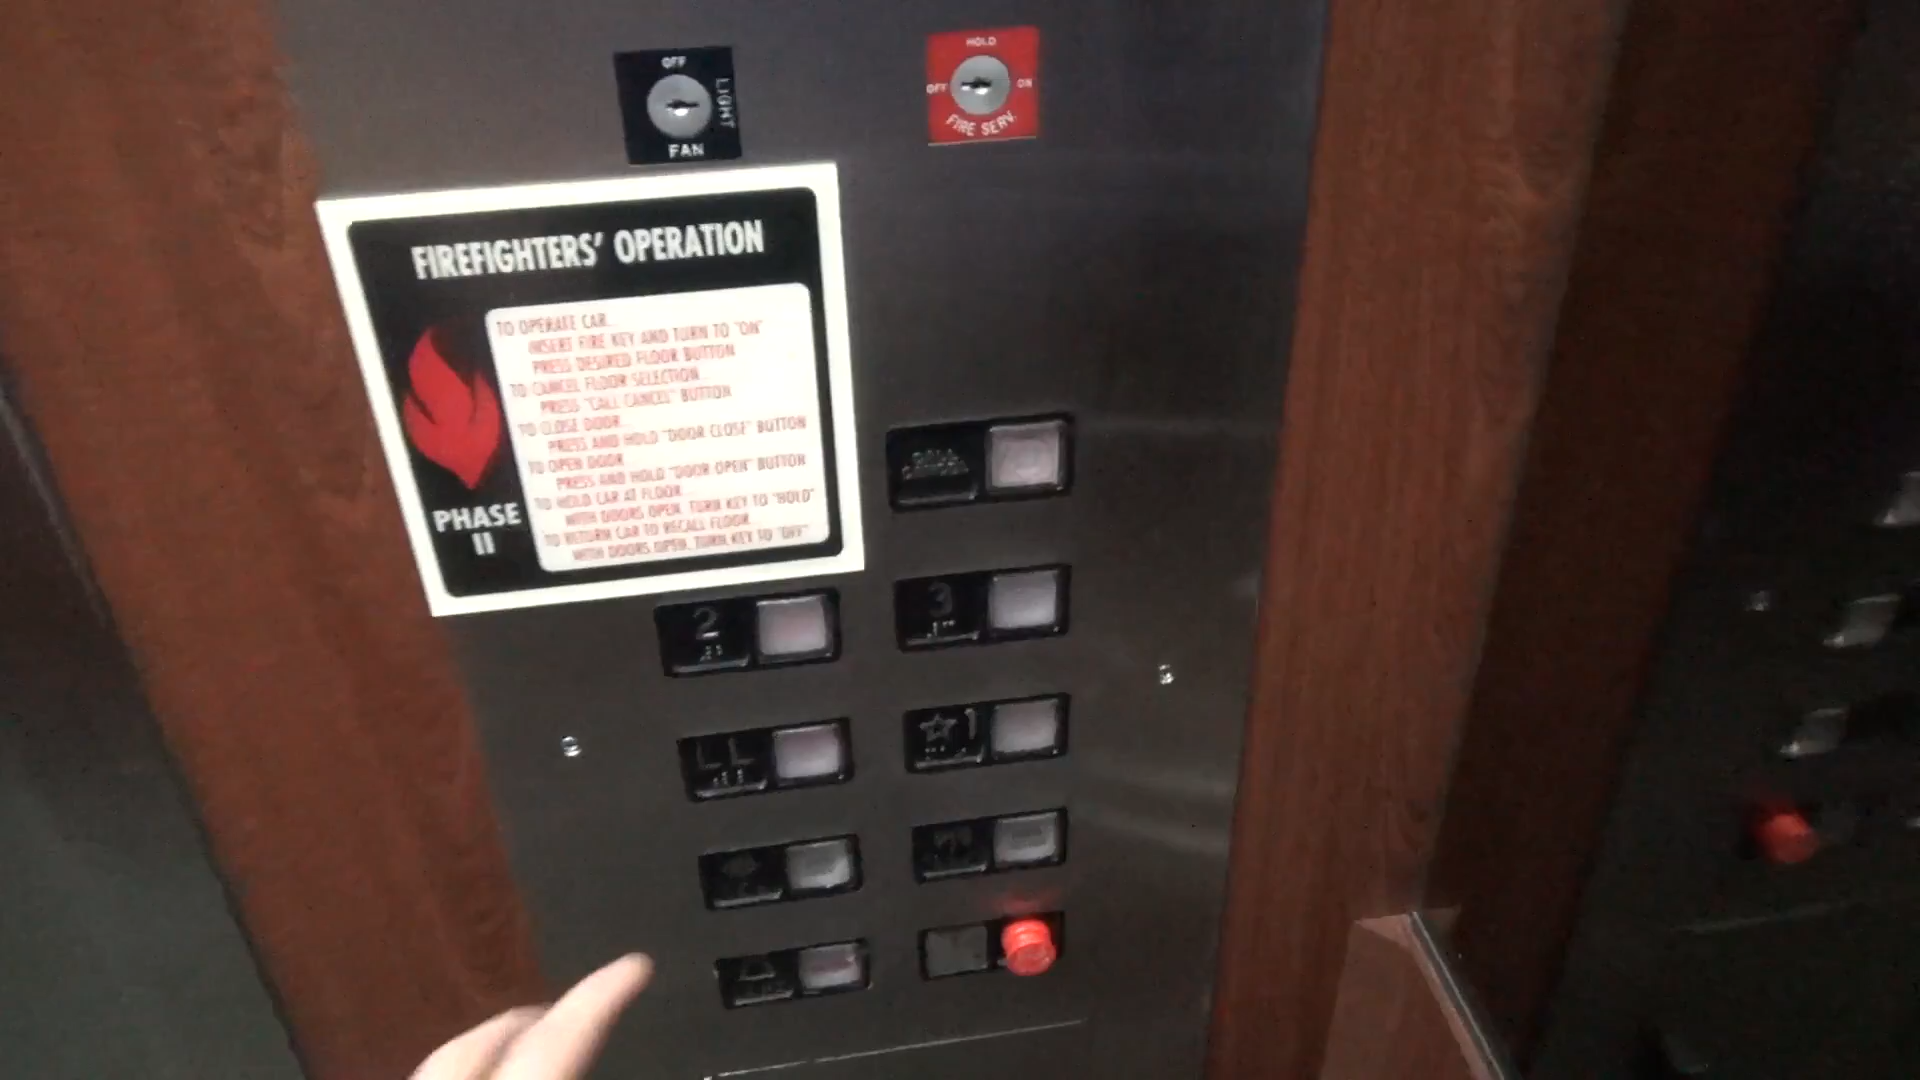 OFF
LIGHT
FAN
HOLD
OFF
ON
FIRE SERV.
FIREFIGHTERS' OPERATION
TO OPERATE CAR...
INSERT FIRE KEY AND TURN TO "ON"
PRESS DESIRED FLOOR BUTTON
TO CANCEL FLOOR SELECTION...
PRESS "CALL CANCEL" BUTTON
TO CLOSE DOOR...
PRESS AND HOLD "DOOR CLOSE" BUTTON
TO OPEN DOOR...
PRESS AND HOLD "DOOR OPEN" BUTTON
TO HOLD CAR AT FLOOR...
WITH DOORS OPEN, TURN KEY TO "HOLD"
TO RETURN CAR TO RECALL FLOOR...
WITH DOORS OPEN, TURN KEY TO "OFF"
PHASE
II
2
3
LL
☆1